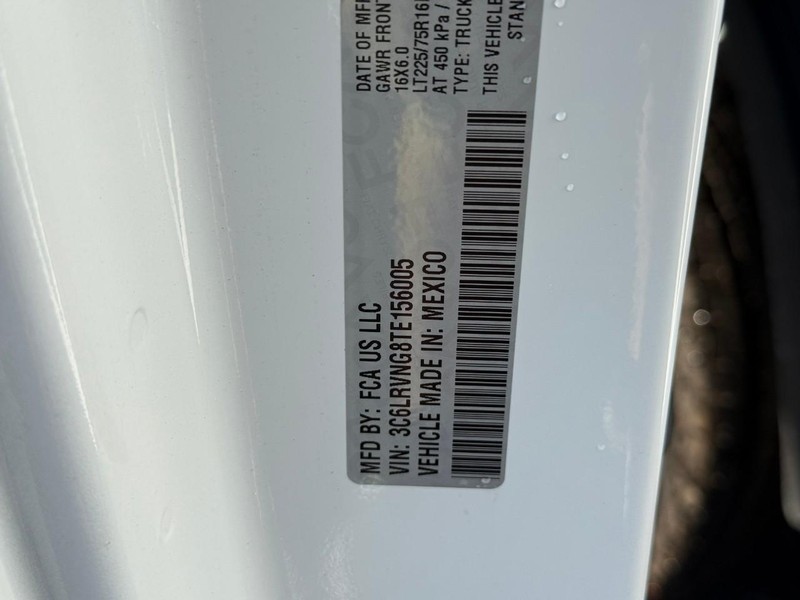 MFD BY: FCA US LLC
VIN: 3C6LRVNG8TE156005
VEHICLE MADE IN: MEXICO
DATE OF MFR
GAWR FRONT
16X6.0
LT225/75R16
AT 450 kPa /
TYPE: TRUCK
THIS VEHICLE
STAN